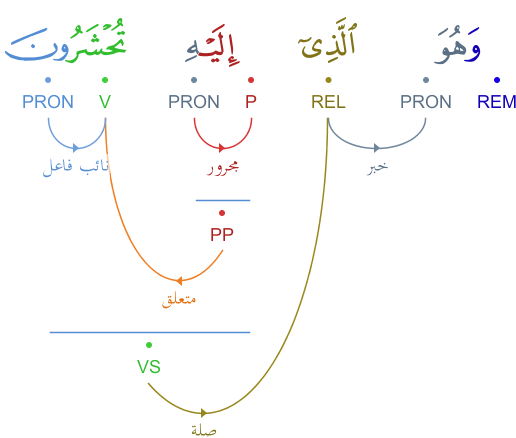 وَهُوَ ٱلَّذِىٓ إِلَيْهِ تُحْشَرُونَ
REM PRON REL P PRON V PRON
خبر مجرور نائب فاعل
PP
متعلق
VS
صلة